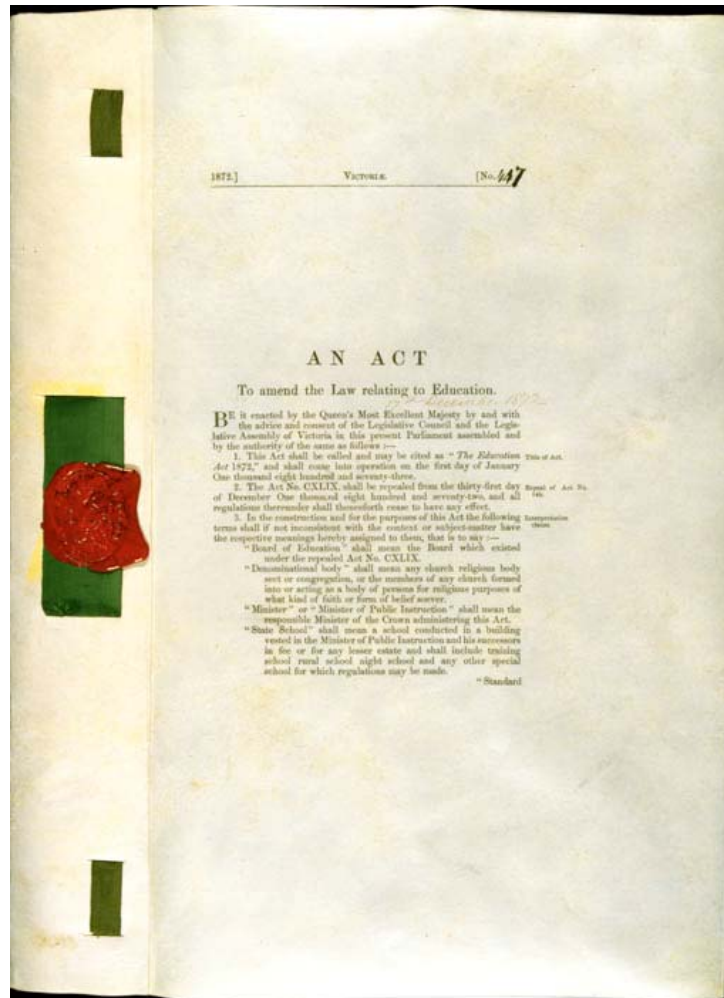 1872.] VICTORIÆ. [No. 447
AN ACT
To amend the Law relating to Education.
17th December 1872
BE it enacted by the Queen's Most Excellent Majesty by and with
the advice and consent of the Legislative Council and the Legis-
lative Assembly of Victoria in this present Parliament assembled and
by the authority of the same as follows :—
1. This Act shall be called and may be cited as "The Education Title of Act.
Act 1872," and shall come into operation on the first day of January
One thousand eight hundred and seventy-three.
2. The Act No. CXLIX. shall be repealed from the thirty-first day Repeal of Act No.
of December One thousand eight hundred and seventy-two, and all 149.
regulations thereunder shall thenceforth cease to have any effect.
3. In the construction and for the purposes of this Act the following Interpretation
terms shall if not inconsistent with the context or subject-matter have clause.
the respective meanings hereby assigned to them, that is to say :—
"Board of Education" shall mean the Board which existed
under the repealed Act No. CXLIX.
"Denominational body" shall mean any church religious body
sect or congregation, or the members of any church formed
into or acting as a body of persons for religious purposes of
what kind of faith or form of belief soever.
"Minister" or "Minister of Public Instruction" shall mean the
responsible Minister of the Crown administering this Act.
"State School" shall mean a school conducted in a building
vested in the Minister of Public Instruction and his successors
in fee or for any lesser estate and shall include training
school rural school night school and any other special
school for which regulations may be made.
"Standard